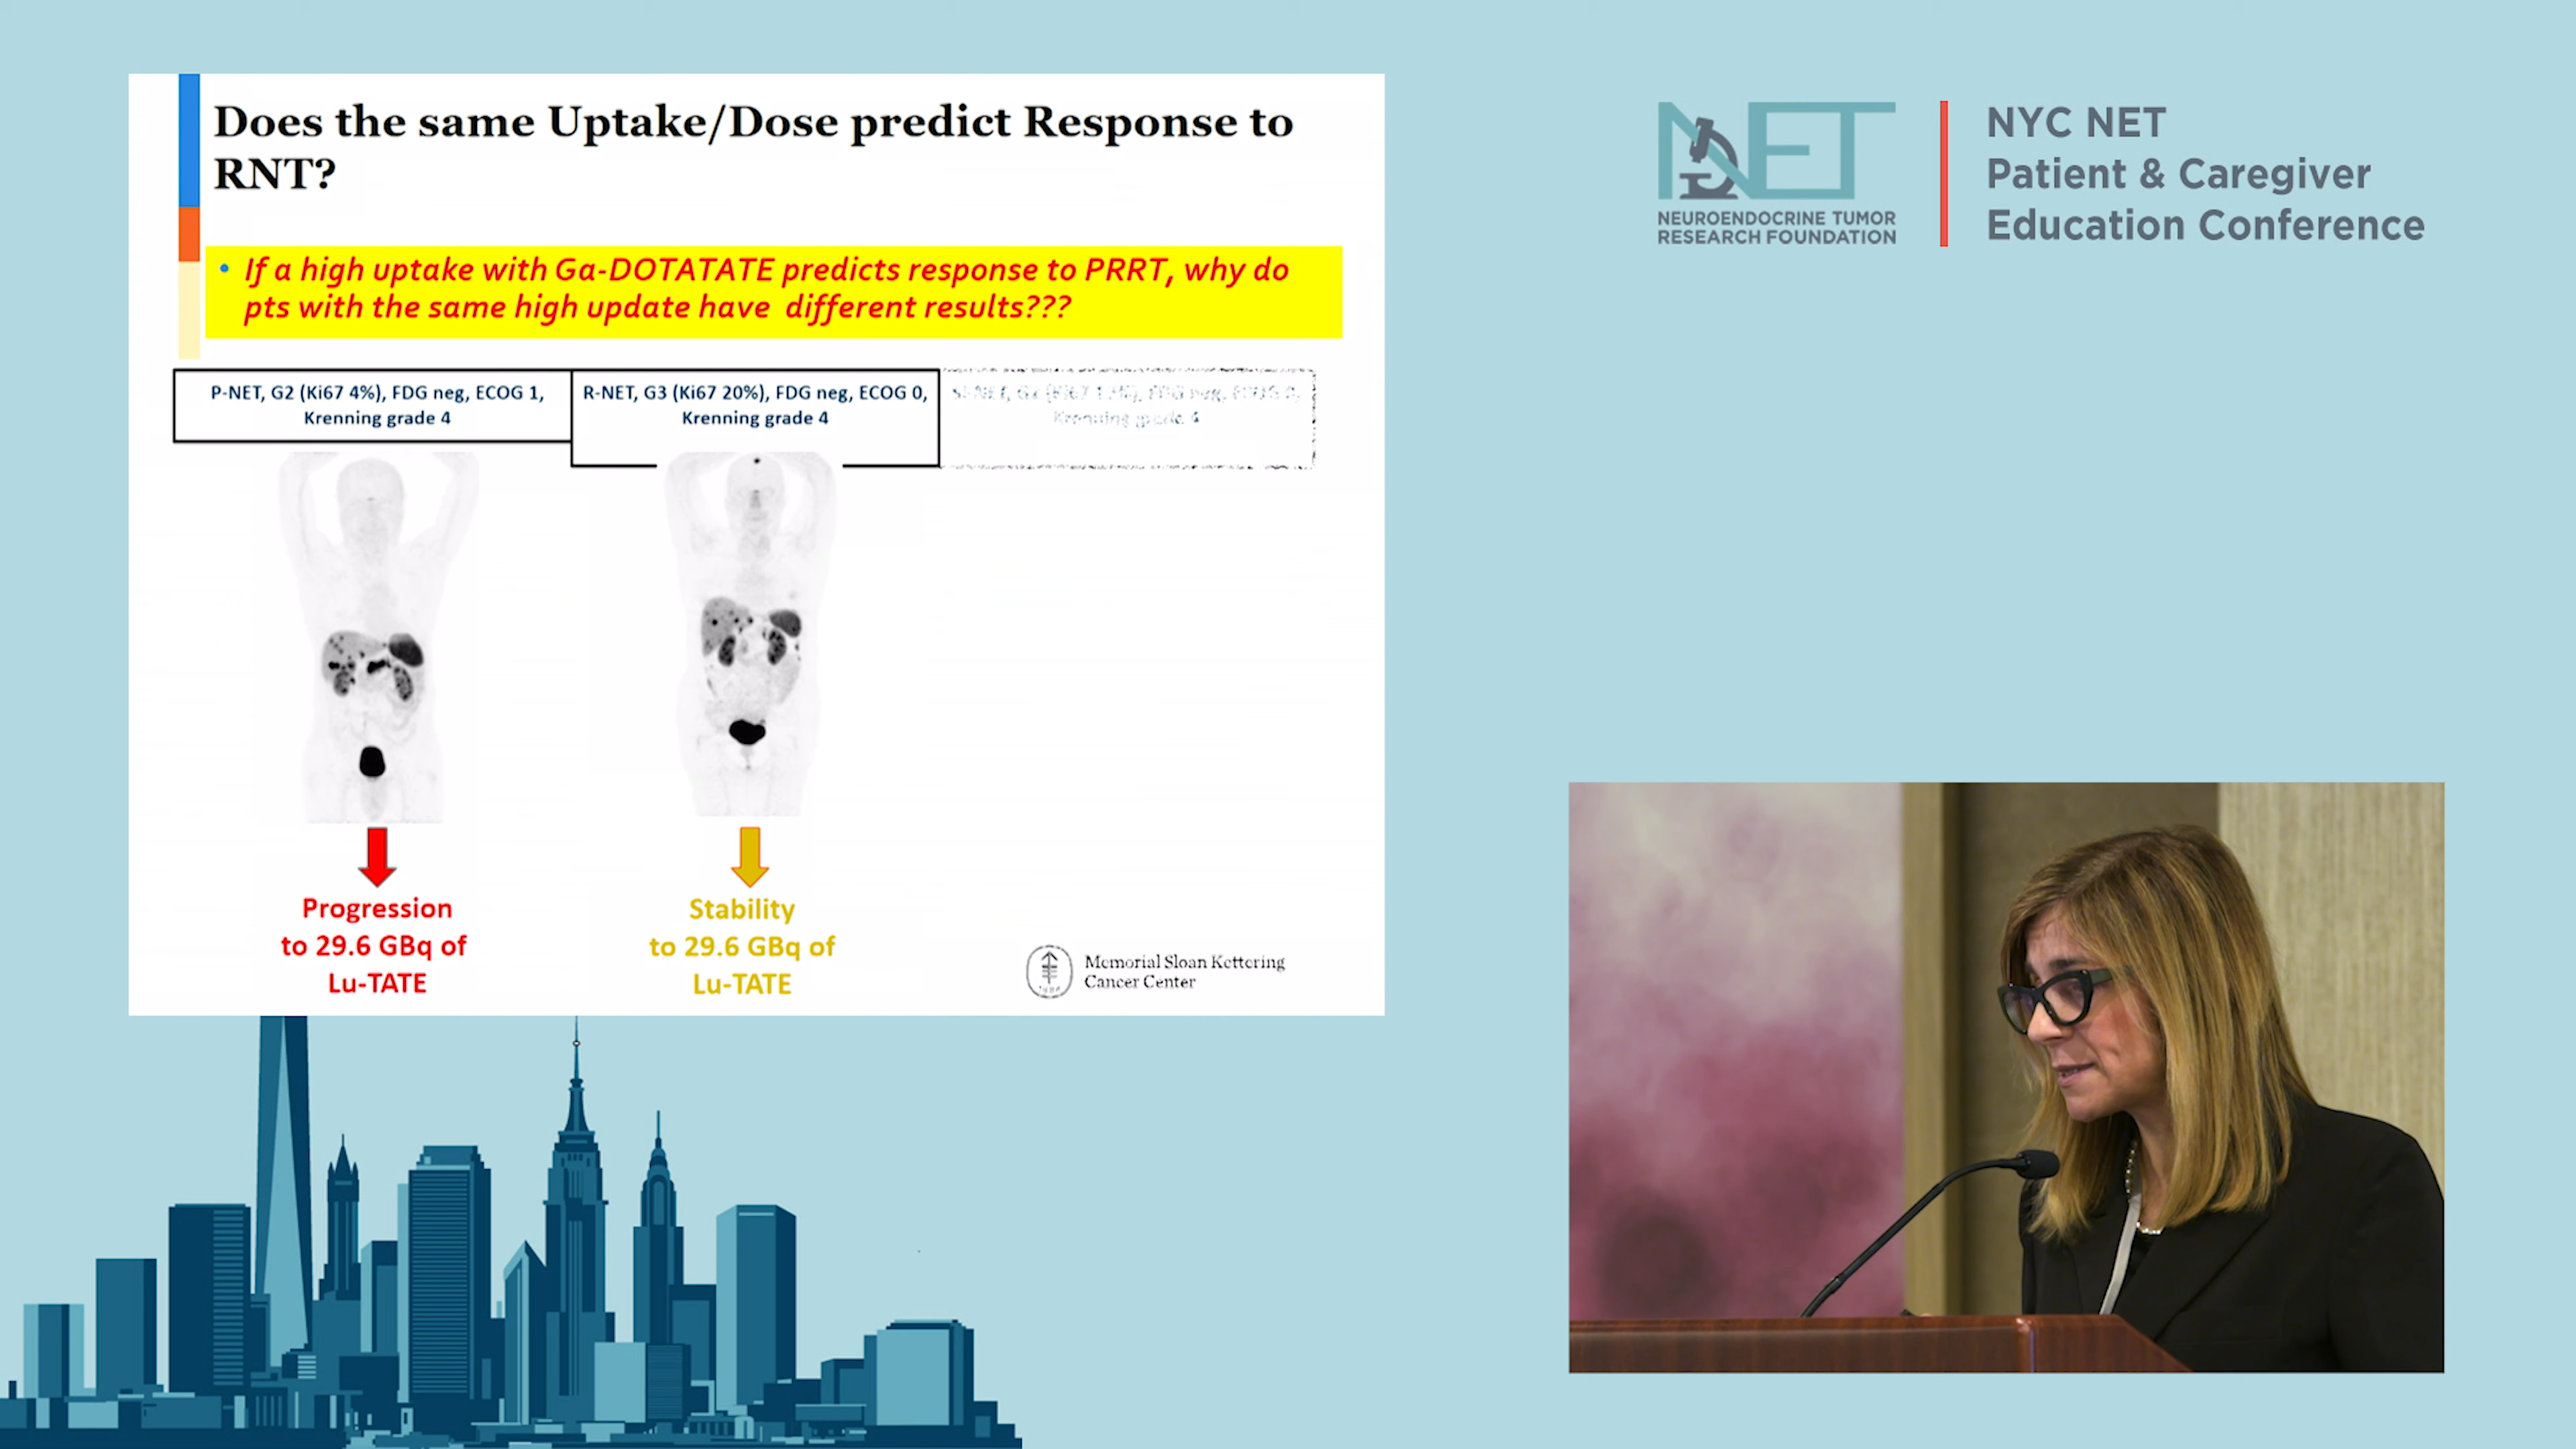 Does the same Uptake/Dose predict Response to
RNT?
• If a high uptake with Ga-DOTATATE predicts response to PRRT, why do
pts with the same high update have different results???
P-NET, G2 (Ki67 4%), FDG neg, ECOG 1,
Krenning grade 4
R-NET, G3 (Ki67 20%), FDG neg, ECOG 0,
Krenning grade 4
Krenning grade 4
Progression
to 29.6 GBq of
Lu-TATE
Stability
to 29.6 GBq of
Lu-TATE
Memorial Sloan Kettering
Cancer Center
NET
NEUROENDOCRINE TUMOR
RESEARCH FOUNDATION
NYC NET
Patient & Caregiver
Education Conference